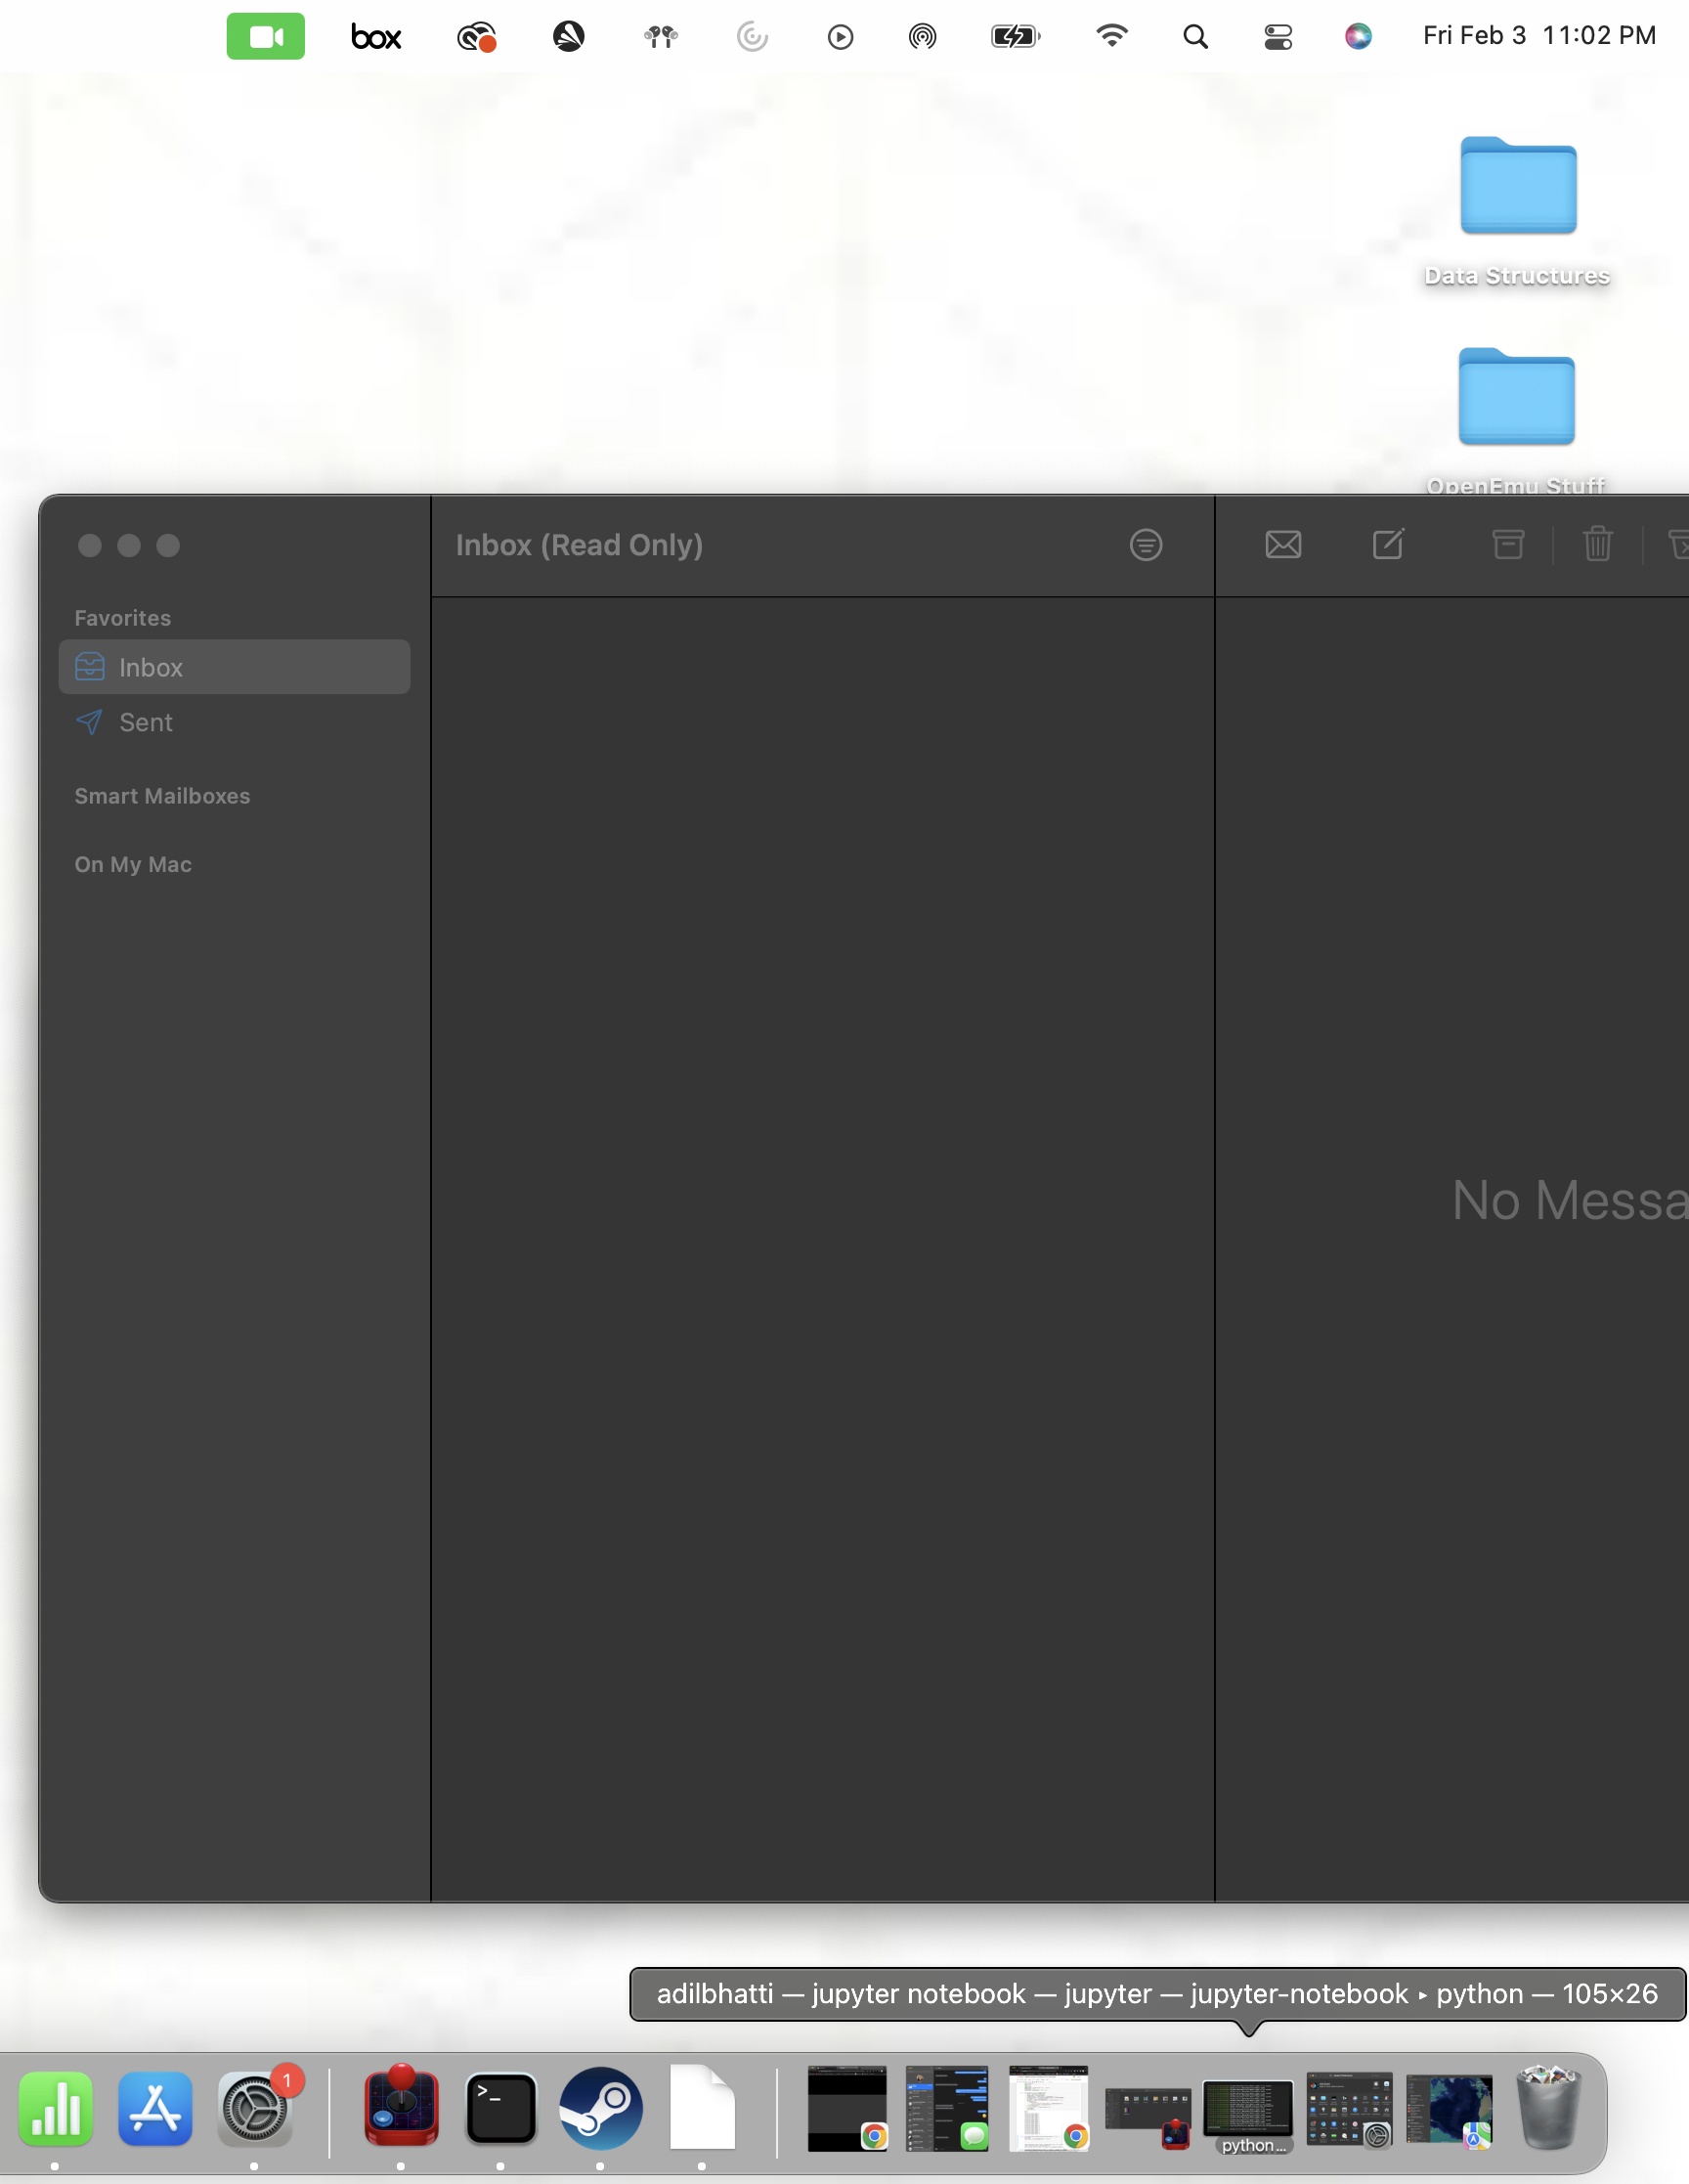 box
Fri Feb 3 11:02 PM
Data Structures
OpenEmu Stuff
Inbox (Read Only)
Favorites
Inbox
Sent
Smart Mailboxes
On My Mac
No Messa
adilbhatti — jupyter notebook — jupyter — jupyter-notebook ▸ python — 105×26
1
>_
python...